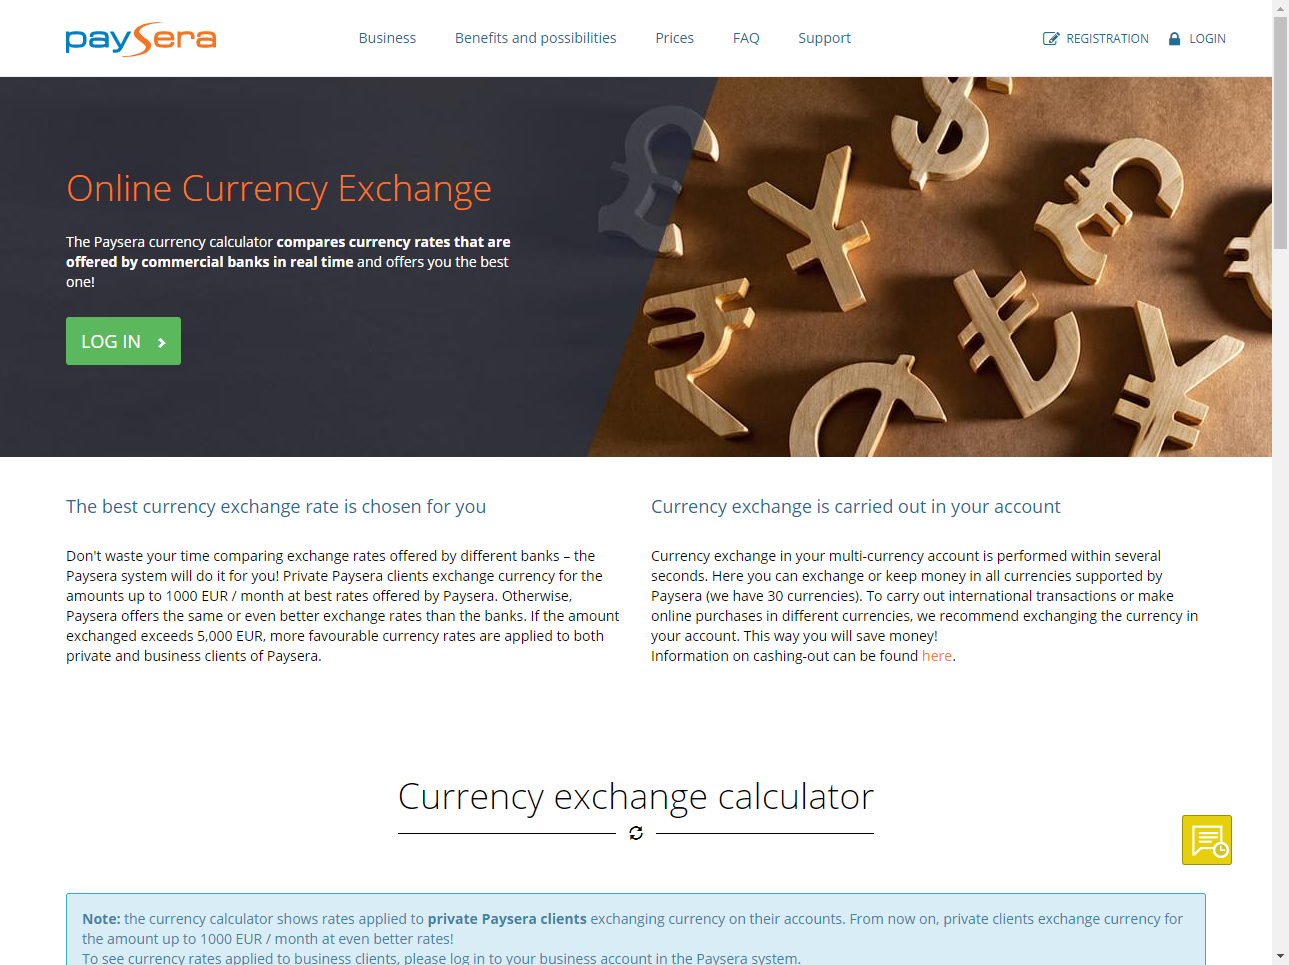 paysera
Business Benefits and possibilities Prices FAQ Support
REGISTRATION LOGIN
Online Currency Exchange
The Paysera currency calculator compares currency rates that are
offered by commercial banks in real time and offers you the best
one!
LOG IN
The best currency exchange rate is chosen for you
Don't waste your time comparing exchange rates offered by different banks – the
Paysera system will do it for you! Private Paysera clients exchange currency for the
amounts up to 1000 EUR / month at best rates offered by Paysera. Otherwise,
Paysera offers the same or even better exchange rates than the banks. If the amount
exchanged exceeds 5,000 EUR, more favourable currency rates are applied to both
private and business clients of Paysera.
Currency exchange is carried out in your account
Currency exchange in your multi-currency account is performed within several
seconds. Here you can exchange or keep money in all currencies supported by
Paysera (we have 30 currencies). To carry out international transactions or make
online purchases in different currencies, we recommend exchanging the currency in
your account. This way you will save money!
Information on cashing-out can be found here.
Currency exchange calculator
Note: the currency calculator shows rates applied to private Paysera clients exchanging currency on their accounts. From now on, private clients exchange currency for
the amount up to 1000 EUR / month at even better rates!
To see currency rates applied to business clients, please log in to your business account in the Paysera system.